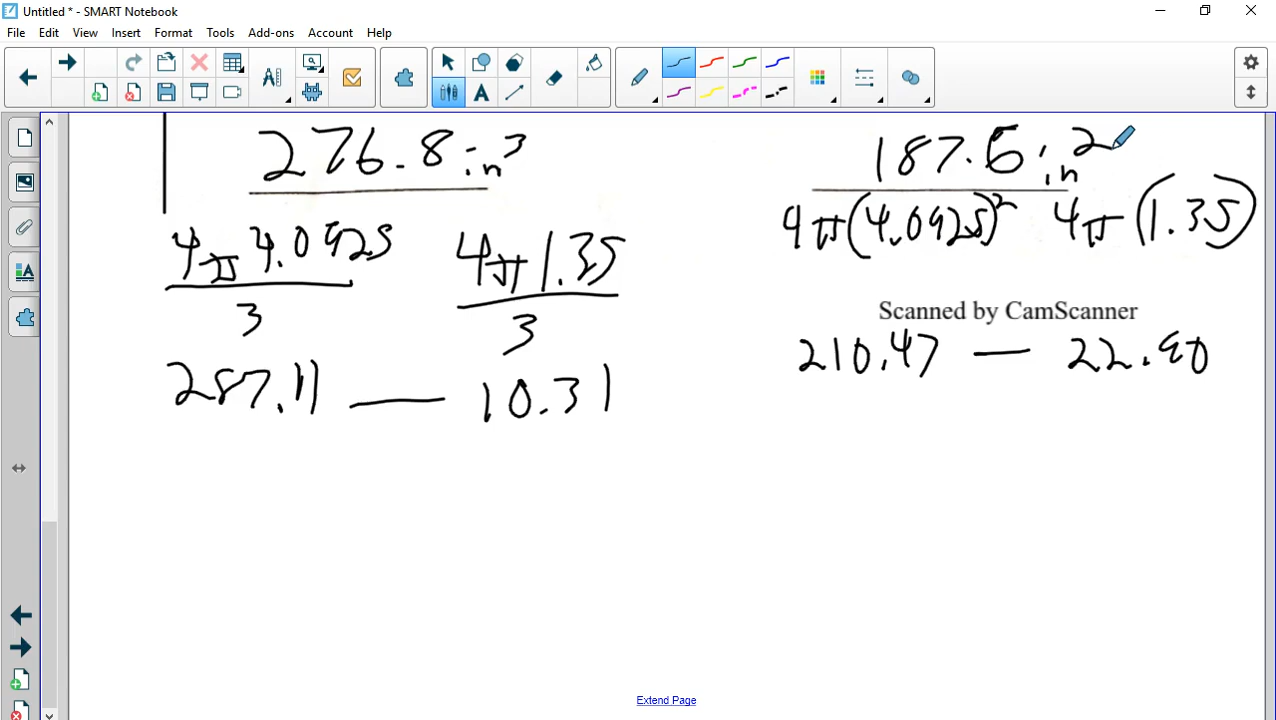 Untitled * - SMART Notebook
File Edit View Insert Format Tools Add-ons Account Help
276.8 in³
4π 4.0925 4π 1.35
3 3
287.11 — 10.31
187.6 in²
4π(4.0925)² 4π(1.35)
Scanned by CamScanner
210.47 — 22.90
Extend Page